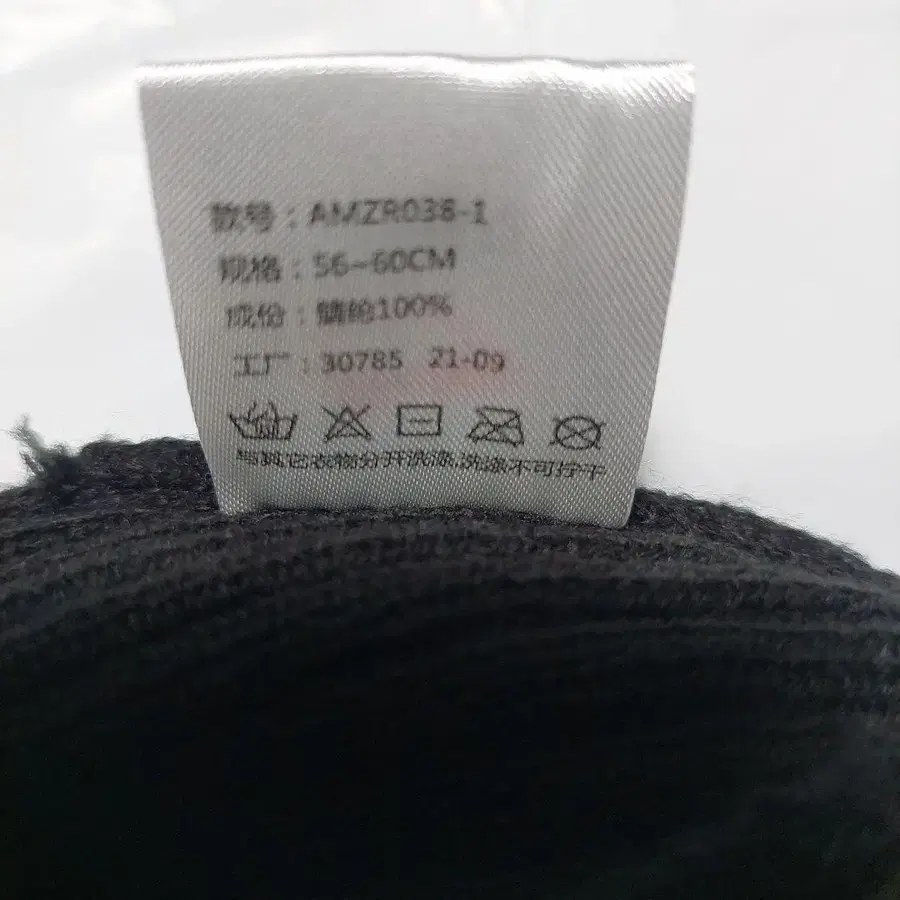 款号：AMZR038-1
规格：56~60CM
成份：腈纶100%
工厂：30785 21-09
与其它衣物分开洗涤,洗涤不可拧干